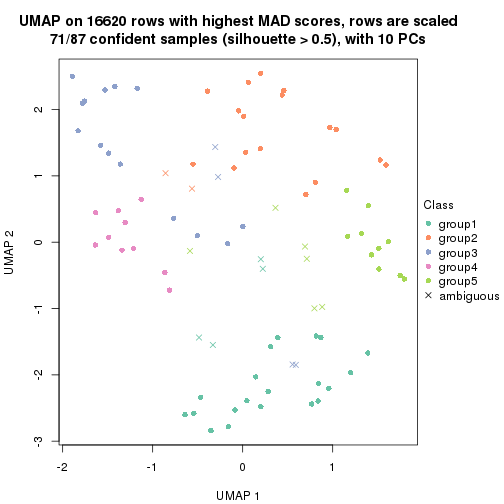 UMAP on 16620 rows with highest MAD scores, rows are scaled
71/87 confident samples (silhouette > 0.5), with 10 PCs
2
1
0
-1
-2
-3
UMAP 2
-2
-1
0
1
UMAP 1
Class
group1
group2
group3
group4
group5
ambiguous